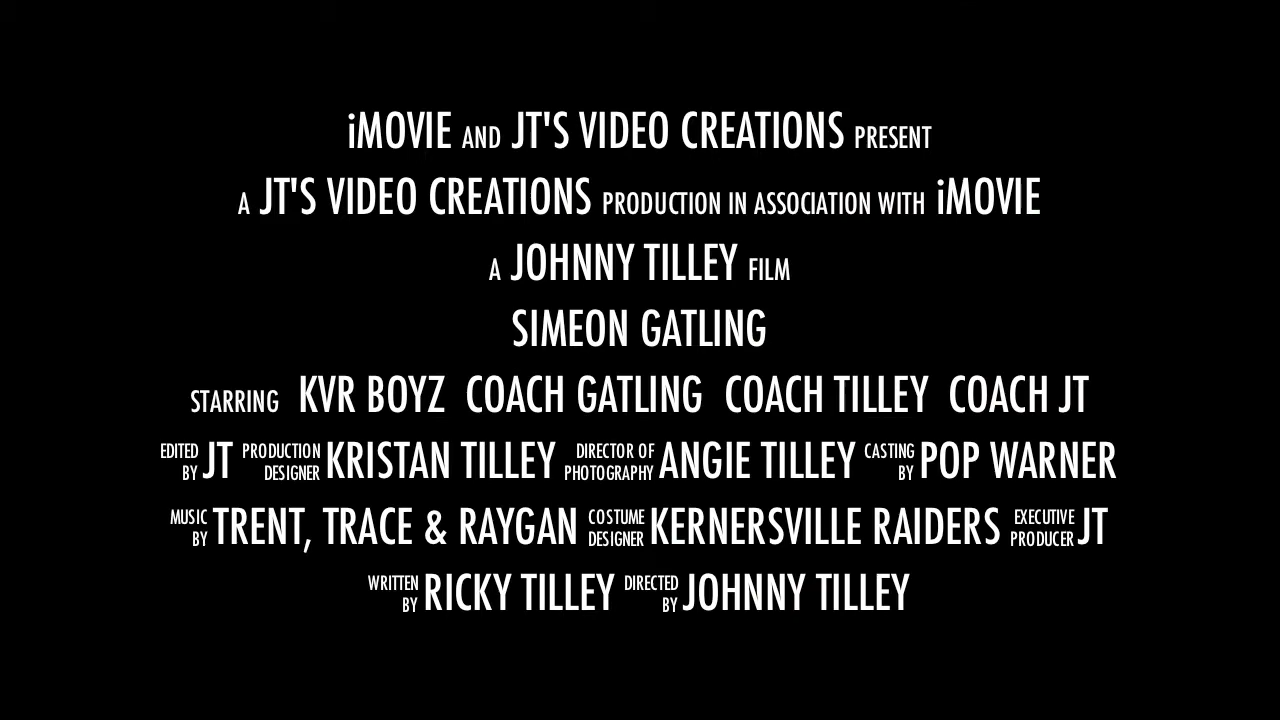 iMOVIE AND JT'S VIDEO CREATIONS PRESENT
A JT'S VIDEO CREATIONS PRODUCTION IN ASSOCIATION WITH iMOVIE
A JOHNNY TILLEY FILM
SIMEON GATLING
STARRING KVR BOYZ COACH GATLING COACH TILLEY COACH JT
EDITED BY JT PRODUCTION DESIGNER KRISTAN TILLEY DIRECTOR OF PHOTOGRAPHY ANGIE TILLEY CASTING BY POP WARNER
MUSIC BY TRENT, TRACE & RAYGAN COSTUME DESIGNER KERNERSVILLE RAIDERS EXECUTIVE PRODUCER JT
WRITTEN BY RICKY TILLEY DIRECTED BY JOHNNY TILLEY